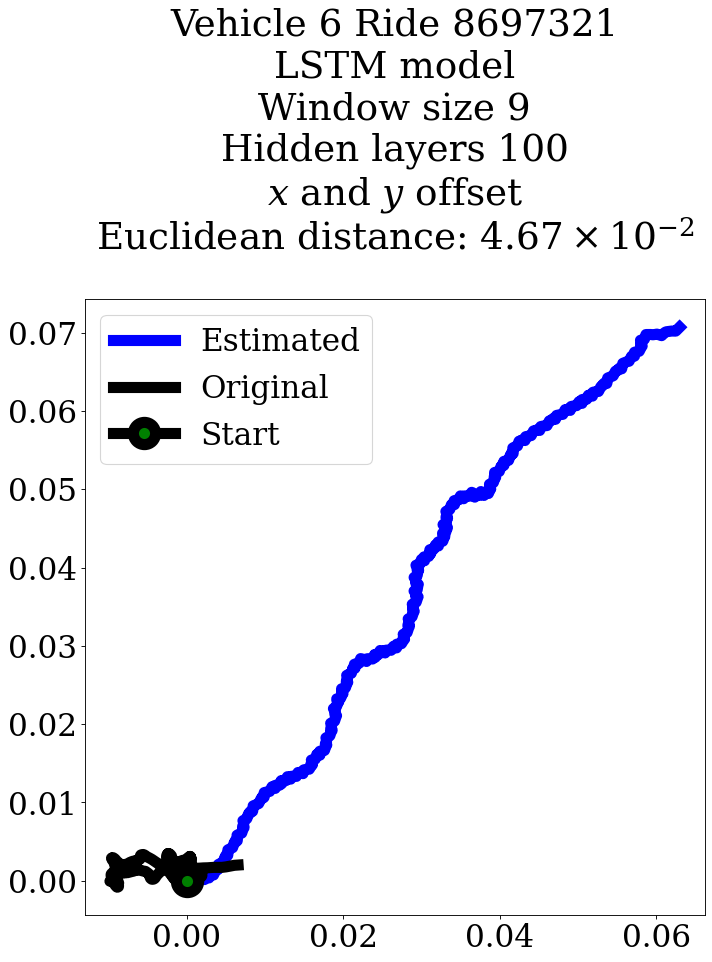 Vehicle 6 Ride 8697321
LSTM model
Window size 9
Hidden layers 100
x and y offset
Euclidean distance: 4.67 × 10⁻²
Estimated
Original
Start
0.07
0.06
0.05
0.04
0.03
0.02
0.01
0.00
0.00 0.02 0.04 0.06